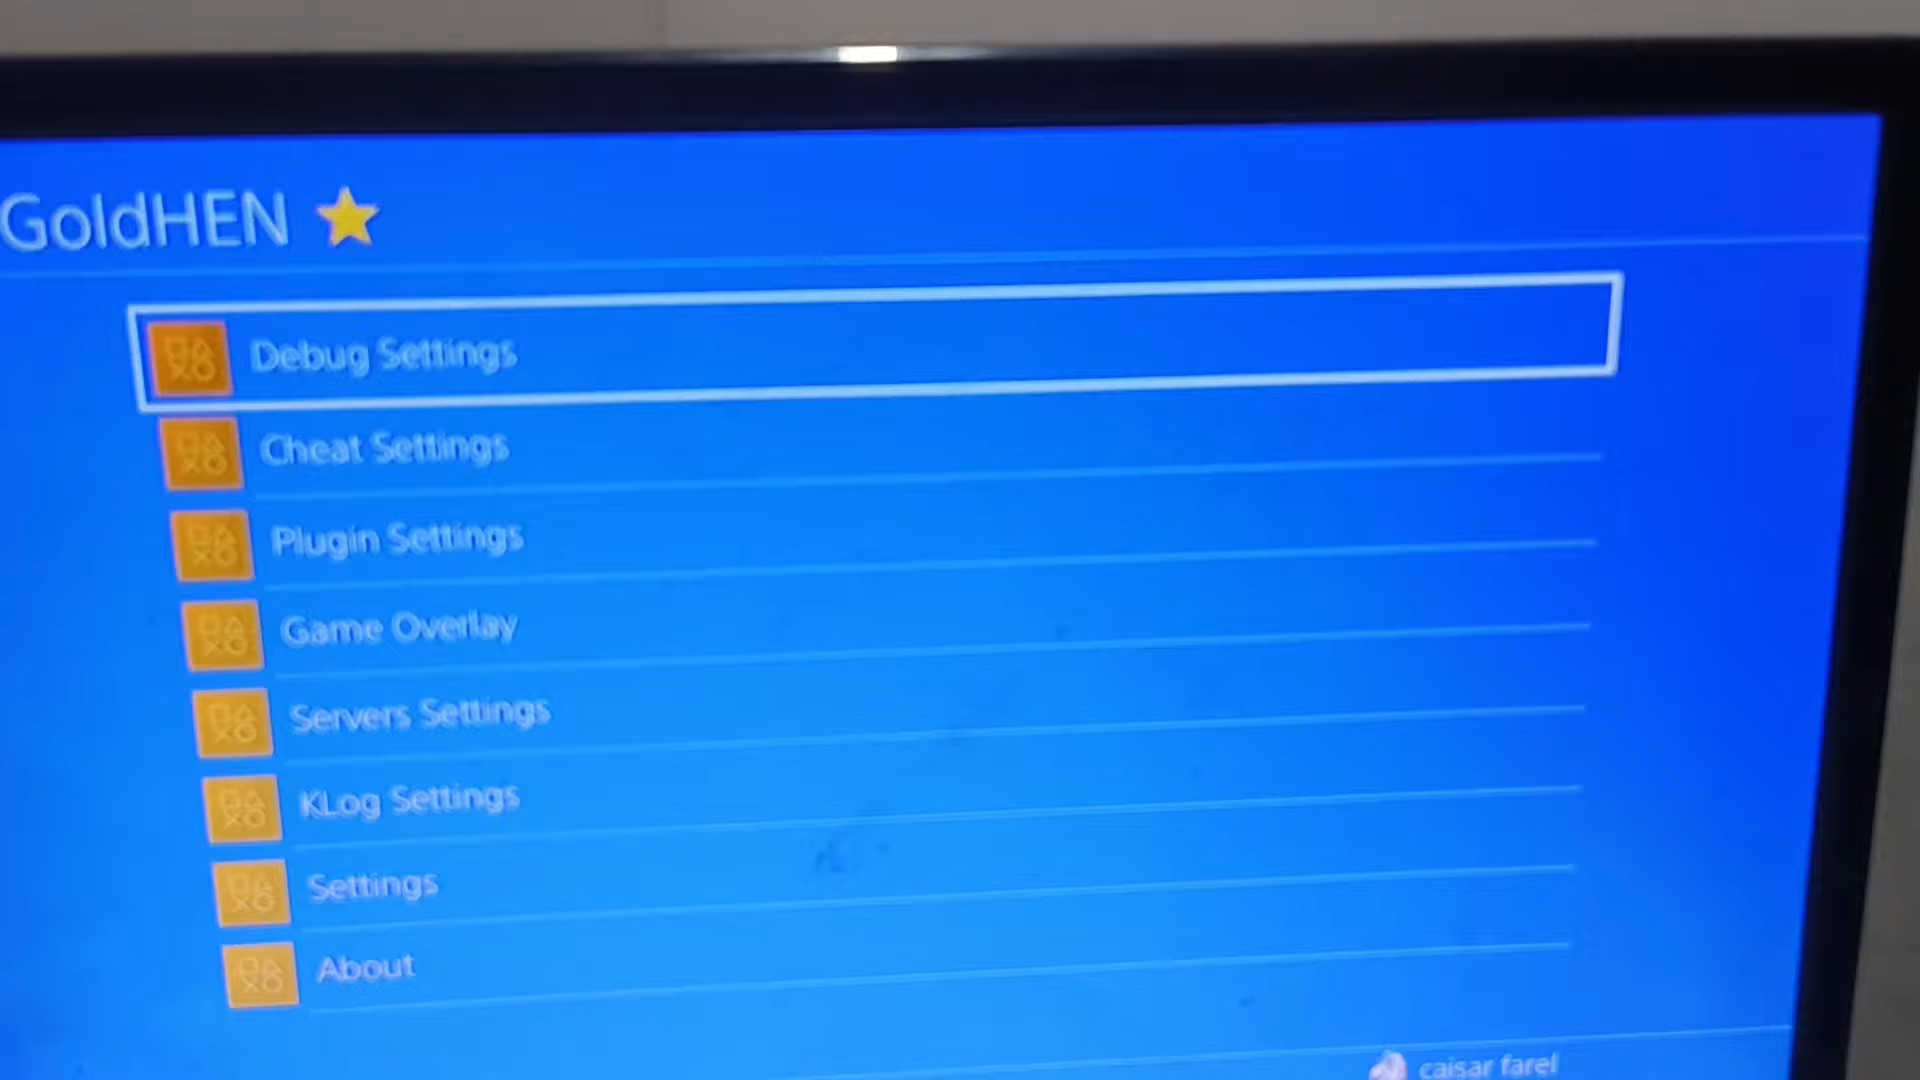 GoldHEN
Debug Settings
Cheat Settings
Plugin Settings
Game Overlay
Servers Settings
KLog Settings
Settings
About
caisar farel